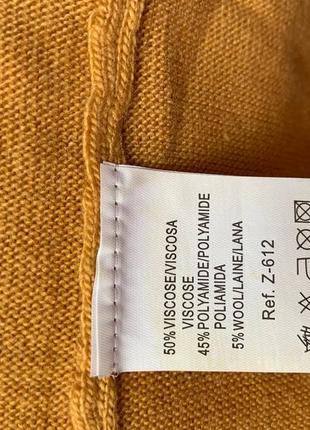 50% VISCOSE/VISCOSA
VISCOSE
45% POLYAMIDE/POLYAMIDE
POLIAMIDA
5% WOOL/LAINE/LANA
Ref. Z-612